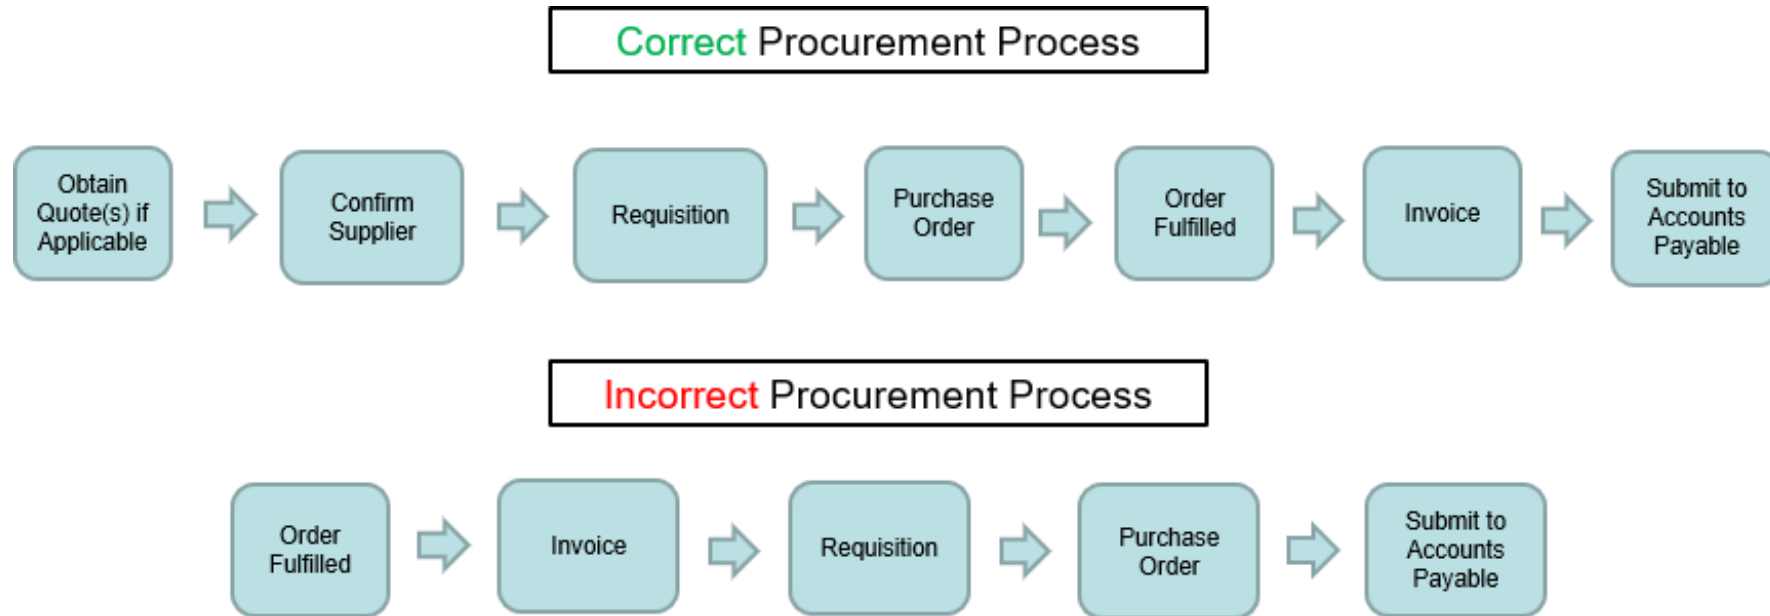 Correct Procurement Process
Obtain
Quote(s) if
Applicable
Confirm
Supplier
Requisition
Purchase
Order
Order
Fulfilled
Invoice
Submit to
Accounts
Payable
Incorrect Procurement Process
Order
Fulfilled
Invoice
Requisition
Purchase
Order
Submit to
Accounts
Payable